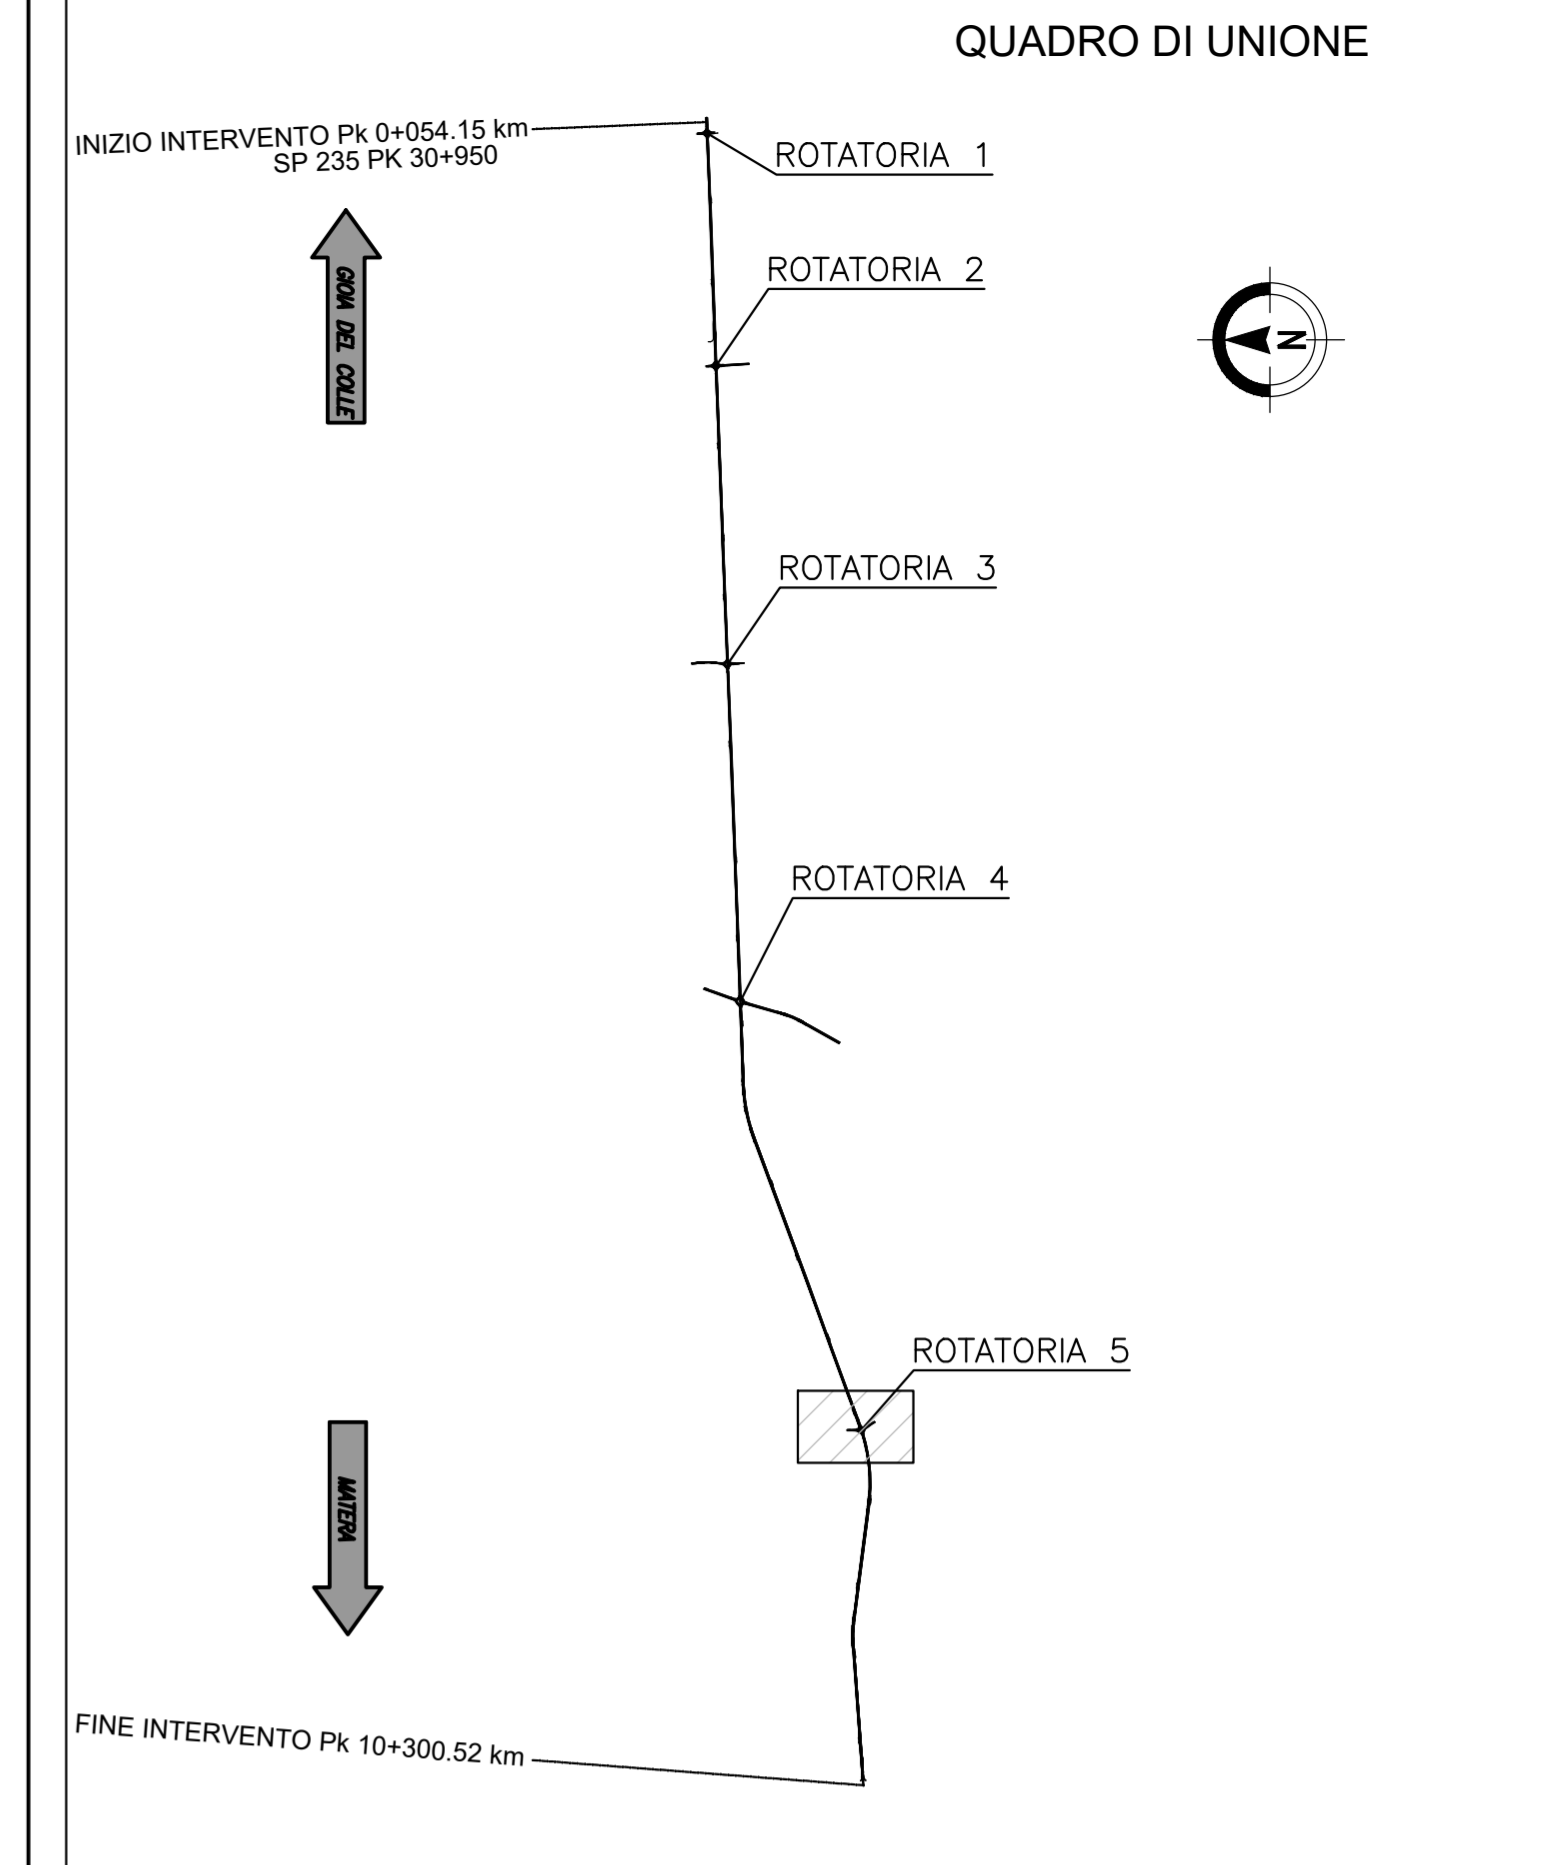 QUADRO DI UNIONE
INIZIO INTERVENTO Pk 0+054.15 km
SP 235 PK 30+950
ROTATORIA 1
GIOIA DEL COLLE
ROTATORIA 2
N
ROTATORIA 3
ROTATORIA 4
ROTATORIA 5
MATERA
FINE INTERVENTO Pk 10+300.52 km